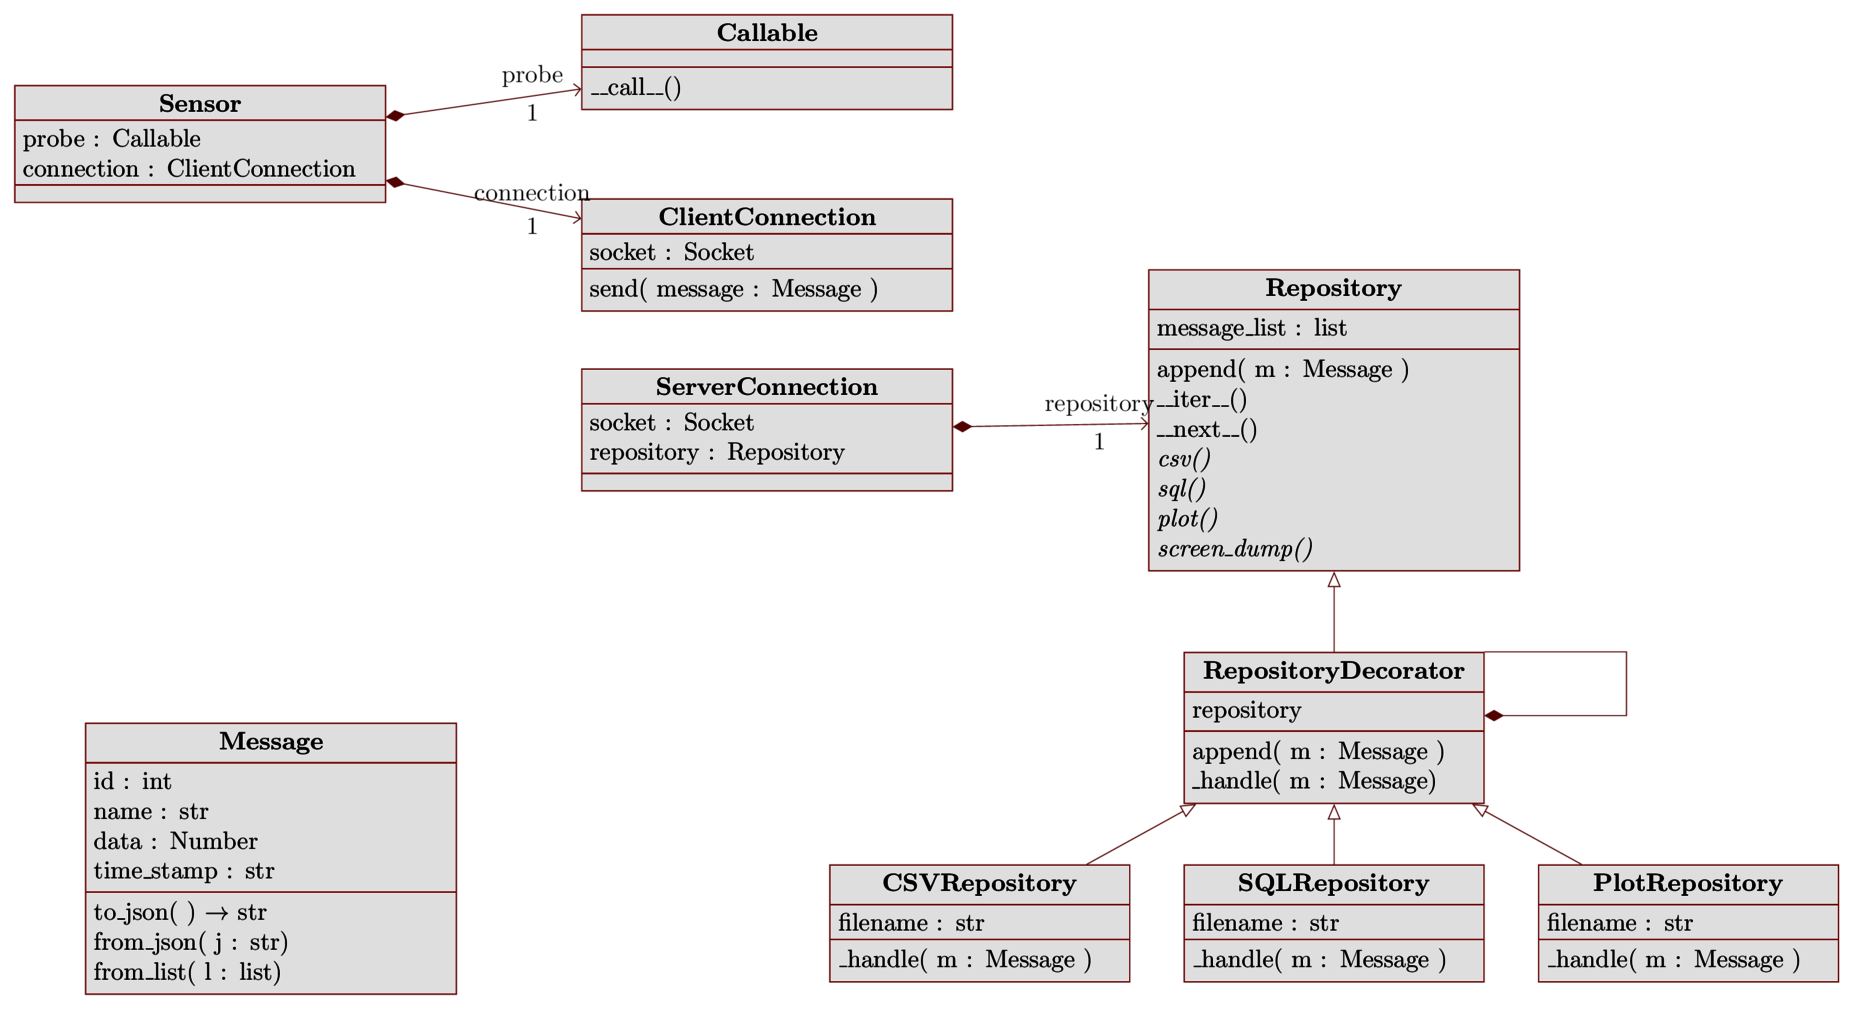 Callable
__call__()
Sensor
probe : Callable
connection : ClientConnection
probe
1
connection
1
ClientConnection
socket : Socket
send( message : Message )
ServerConnection
socket : Socket
repository : Repository
repository
1
Repository
message_list : list
append( m : Message )
__iter__()
__next__()
csv()
sql()
plot()
screen_dump()
RepositoryDecorator
repository
append( m : Message )
_handle( m : Message)
Message
id : int
name : str
data : Number
time_stamp : str
to_json( ) → str
from_json( j : str)
from_list( l : list)
CSVRepository
filename : str
_handle( m : Message )
SQLRepository
filename : str
_handle( m : Message )
PlotRepository
filename : str
_handle( m : Message )